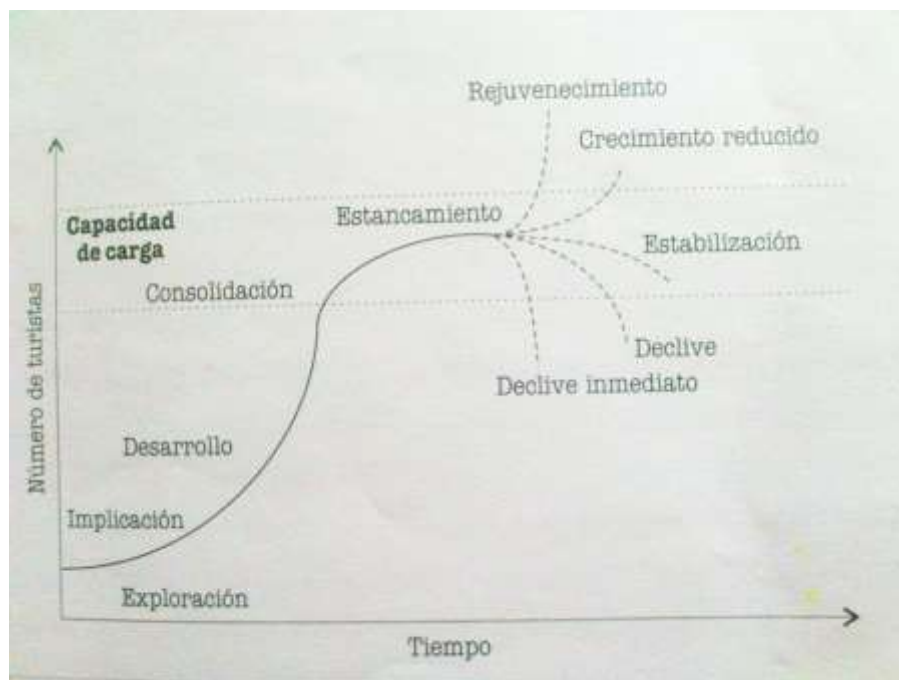 Rejuvenecimiento
Crecimiento reducido
Estancamiento
Capacidad
de carga
Estabilización
Consolidación
Número de turistas
Declive
Declive inmediato
Desarrollo
Implicación
Exploración
Tiempo